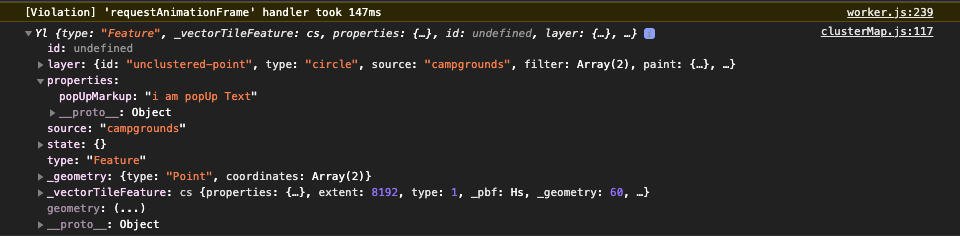 [Violation] 'requestAnimationFrame' handler took 147ms worker.js:239
▼Yl {type: "Feature", _vectorTileFeature: cs, properties: {…}, id: undefined, layer: {…}, …} i clusterMap.js:117
id: undefined
▶layer: {id: "unclustered-point", type: "circle", source: "campgrounds", filter: Array(2), paint: {…}, …}
▼properties:
popUpMarkup: "i am popUp Text"
▶__proto__: Object
source: "campgrounds"
▶state: {}
type: "Feature"
▶_geometry: {type: "Point", coordinates: Array(2)}
▶_vectorTileFeature: cs {properties: {…}, extent: 8192, type: 1, _pbf: Hs, _geometry: 60, …}
geometry: (...)
▶__proto__: Object